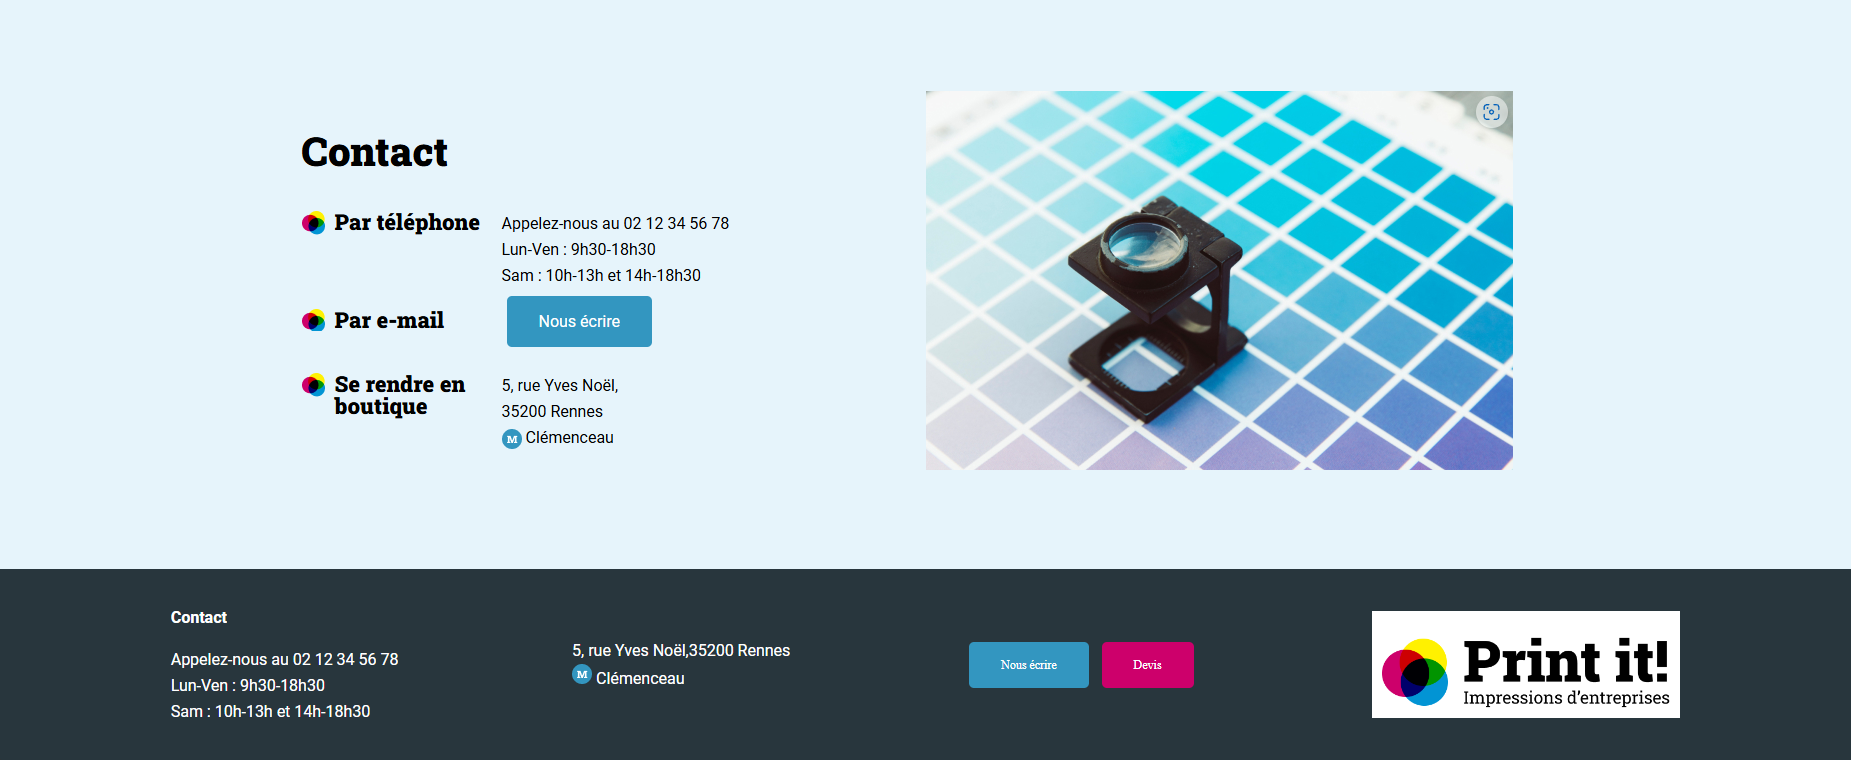 Contact
Par téléphone
Appelez-nous au 02 12 34 56 78
Lun-Ven : 9h30-18h30
Sam : 10h-13h et 14h-18h30
Par e-mail
Nous écrire
Se rendre en
boutique
5, rue Yves Noël,
35200 Rennes
M Clémenceau
Contact
Appelez-nous au 02 12 34 56 78
Lun-Ven : 9h30-18h30
Sam : 10h-13h et 14h-18h30
5, rue Yves Noël,35200 Rennes
M Clémenceau
Nous écrire
Devis
Print it!
Impressions d'entreprises